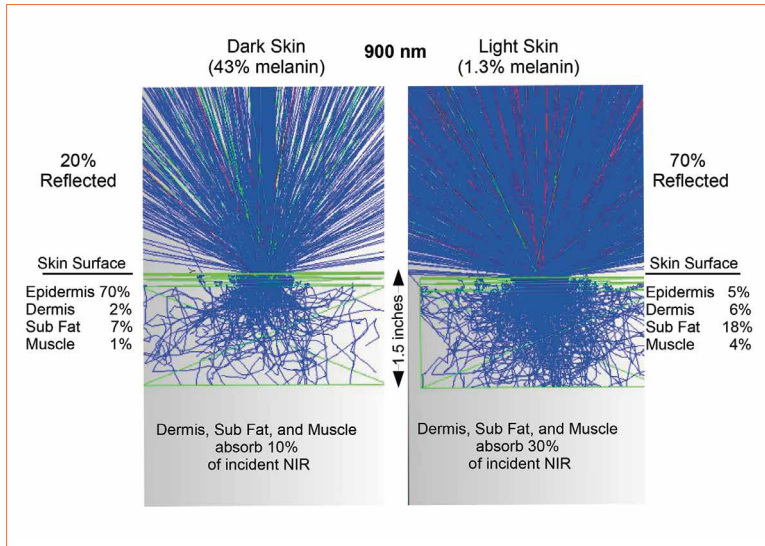 900 nm
Dark Skin
(43% melanin)
Light Skin
(1.3% melanin)
20%
Reflected
70%
Reflected
Skin Surface
Epidermis 70%
Dermis 2%
Sub Fat 7%
Muscle 1%
1.5 inches
Skin Surface
Epidermis 5%
Dermis 6%
Sub Fat 18%
Muscle 4%
Dermis, Sub Fat, and Muscle
absorb 10%
of incident NIR
Dermis, Sub Fat, and Muscle
absorb 30%
of incident NIR